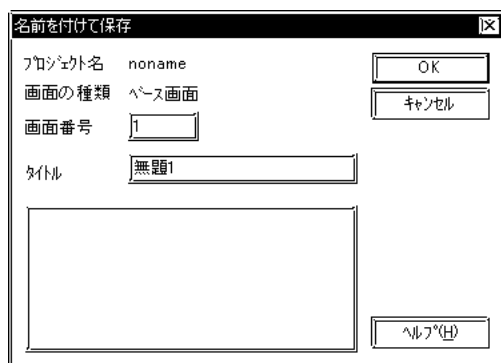 名前を付けて保存
ﾌﾟﾛｼﾞｪｸﾄ名 noname
画面の種類 ﾍﾞｰｽ画面
画面番号 1
ﾀｲﾄﾙ 無題1
OK
ｷｬﾝｾﾙ
ﾍﾙﾌﾟ(H)